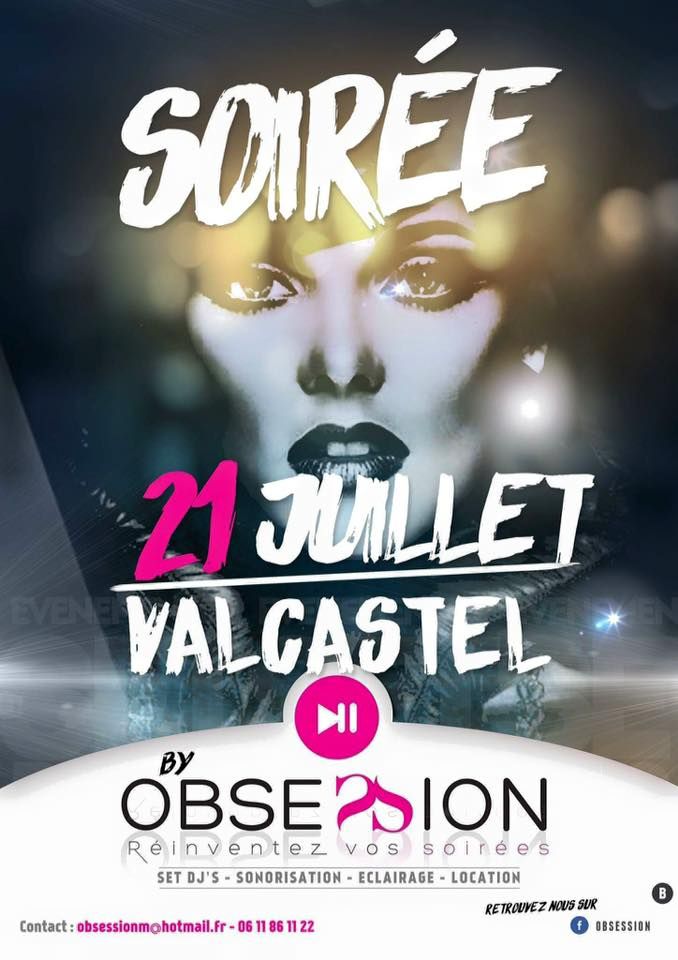 SOIRÉE
21 JUILLET
VALCASTEL
BY
OBSESSION
Réinventez vos soirées
SET DJ'S - SONORISATION - ECLAIRAGE - LOCATION
RETROUVEZ NOUS SUR
B
Contact : obsessionm@hotmail.fr - 06 11 86 11 22
f OBSESSION